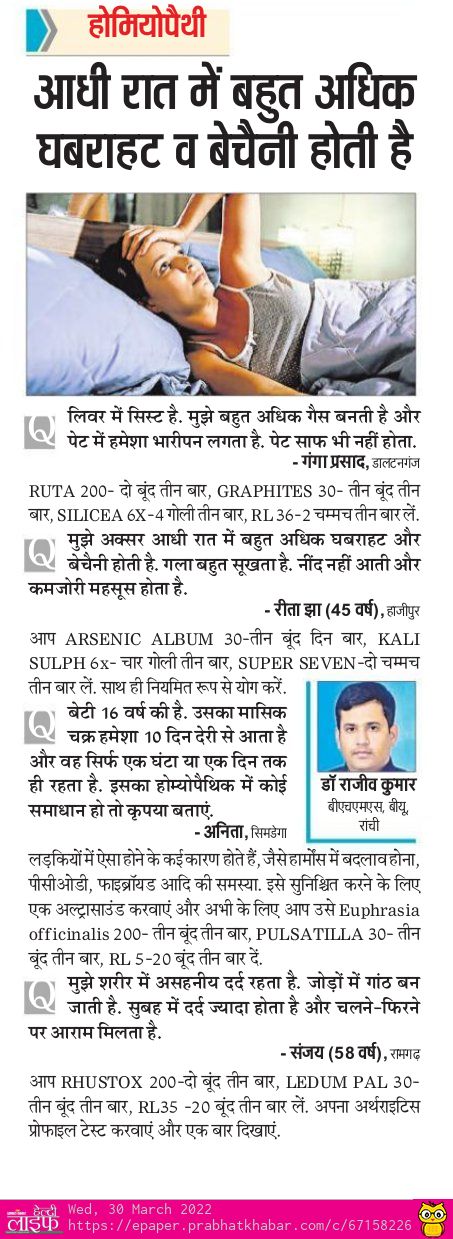 होमियोपैथी
आधी रात में बहुत अधिक
घबराहट व बेचैनी होती है
Q लिवर में सिस्ट है. मुझे बहुत अधिक गैस बनती है और
पेट में हमेशा भारीपन लगता है. पेट साफ भी नहीं होता.
- गंगा प्रसाद, डालटनगंज
RUTA 200- दो बूंद तीन बार, GRAPHITES 30- तीन बूंद तीन
बार, SILICEA 6X-4 गोली तीन बार, RL 36-2 चम्मच तीन बार लें.
Q मुझे अक्सर आधी रात में बहुत अधिक घबराहट और
बेचैनी होती है. गला बहुत सूखता है. नींद नहीं आती और
कमजोरी महसूस होता है.
- रीता झा (45 वर्ष), हाजीपुर
आप ARSENIC ALBUM 30-तीन बूंद दिन बार, KALI
SULPH 6x- चार गोली तीन बार, SUPER SEVEN-दो चम्मच
तीन बार लें. साथ ही नियमित रूप से योग करें.
Q बेटी 16 वर्ष की है. उसका मासिक
चक्र हमेशा 10 दिन देरी से आता है
और वह सिर्फ एक घंटा या एक दिन तक
ही रहता है. इसका होम्योपैथिक में कोई
समाधान हो तो कृपया बताएं.
- अनिता, सिमडेगा
डॉ राजीव कुमार
बीएचएमएस, बीयू,
रांची
लड़कियों में ऐसा होने के कई कारण होते हैं, जैसे हार्मोंस में बदलाव होना,
पीसीओडी, फाइब्रॉयड आदि की समस्या. इसे सुनिश्चित करने के लिए
एक अल्ट्रासाउंड करवाएं और अभी के लिए आप उसे Euphrasia
officinalis 200- तीन बूंद तीन बार, PULSATILLA 30- तीन
बूंद तीन बार, RL 5-20 बूंद तीन बार दें.
Q मुझे शरीर में असहनीय दर्द रहता है. जोड़ों में गांठ बन
जाती है. सुबह में दर्द ज्यादा होता है और चलने-फिरने
पर आराम मिलता है.
- संजय (58 वर्ष), रामगढ़
आप RHUSTOX 200-दो बूंद तीन बार, LEDUM PAL 30-
तीन बूंद तीन बार, RL35 -20 बूंद तीन बार लें. अपना अर्थराइटिस
प्रोफाइल टेस्ट करवाएं और एक बार दिखाएं.
हेल्दी
लाइफ
Wed, 30 March 2022
https://epaper.prabhatkhabar.com/c/67158226